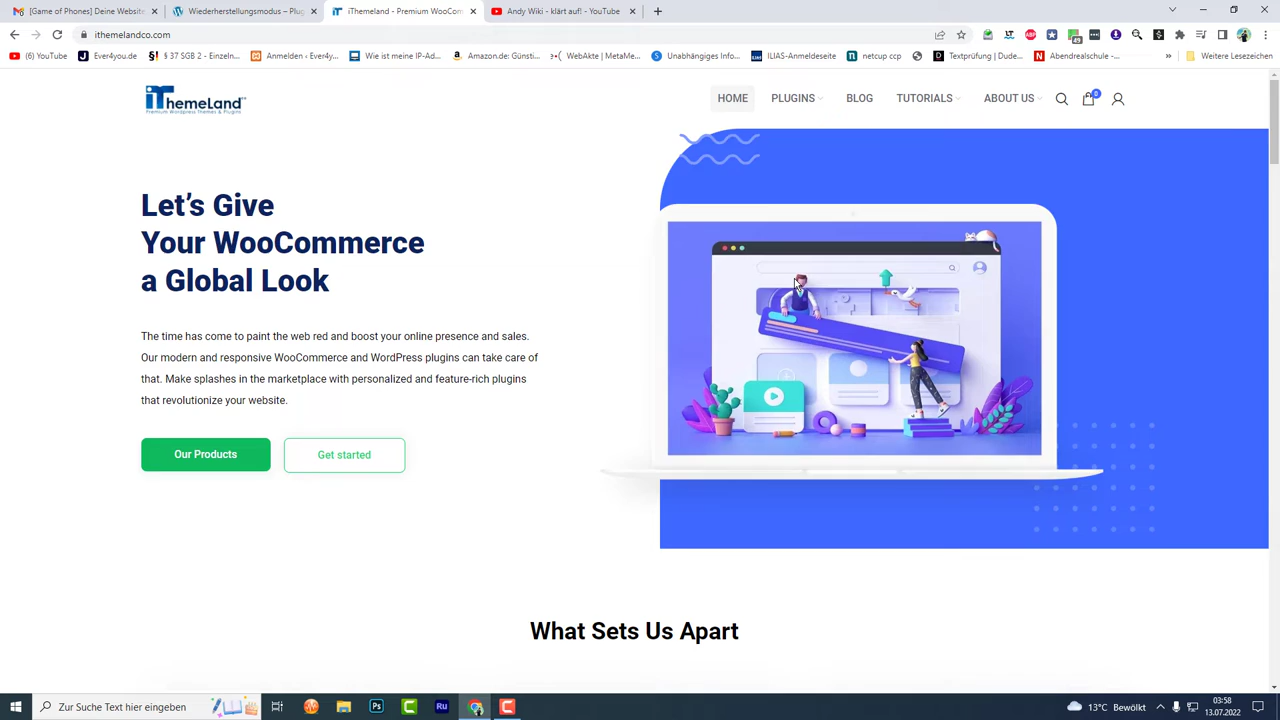 [Game of Phones] Deine Website
Wiederherstellungsmodus – Plug
iThemeland - Premium WooCom
Andy Wiki - klärt auf! - YouTube
ithemelandco.com
(6) YouTube
Ever4you.de
§ 37 SGB 2 - Einzeln...
Anmelden ‹ Ever4y...
Wie ist meine IP-Ad...
Amazon.de: Günsti...
WebAkte | MetaMe...
Unabhängiges Info...
ILIAS-Anmeldeseite
netcup ccp
Textprüfung | Dude...
Abendrealschule -...
»
Weitere Lesezeichen
iThemeLand
Premium Wordpress Themes & Plugins
HOME
PLUGINS
BLOG
TUTORIALS
ABOUT US
0
Let’s Give
Your WooCommerce
a Global Look
The time has come to paint the web red and boost your online presence and sales.
Our modern and responsive WooCommerce and WordPress plugins can take care of
that. Make splashes in the marketplace with personalized and feature-rich plugins
that revolutionize your website.
Our Products
Get started
What Sets Us Apart
Zur Suche Text hier eingeben
Ps
C
Ru
C
13°C Bewölkt
03:58
13.07.2022